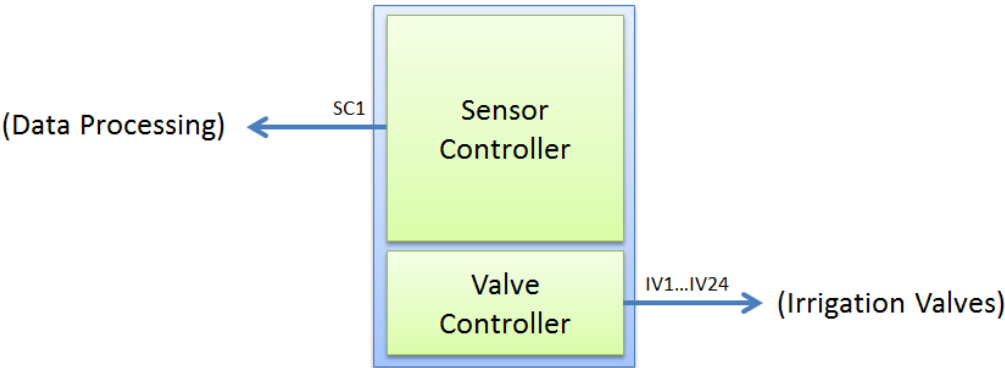 SC1
(Data Processing)
Sensor
Controller
Valve
Controller
IV1...IV24
(Irrigation Valves)